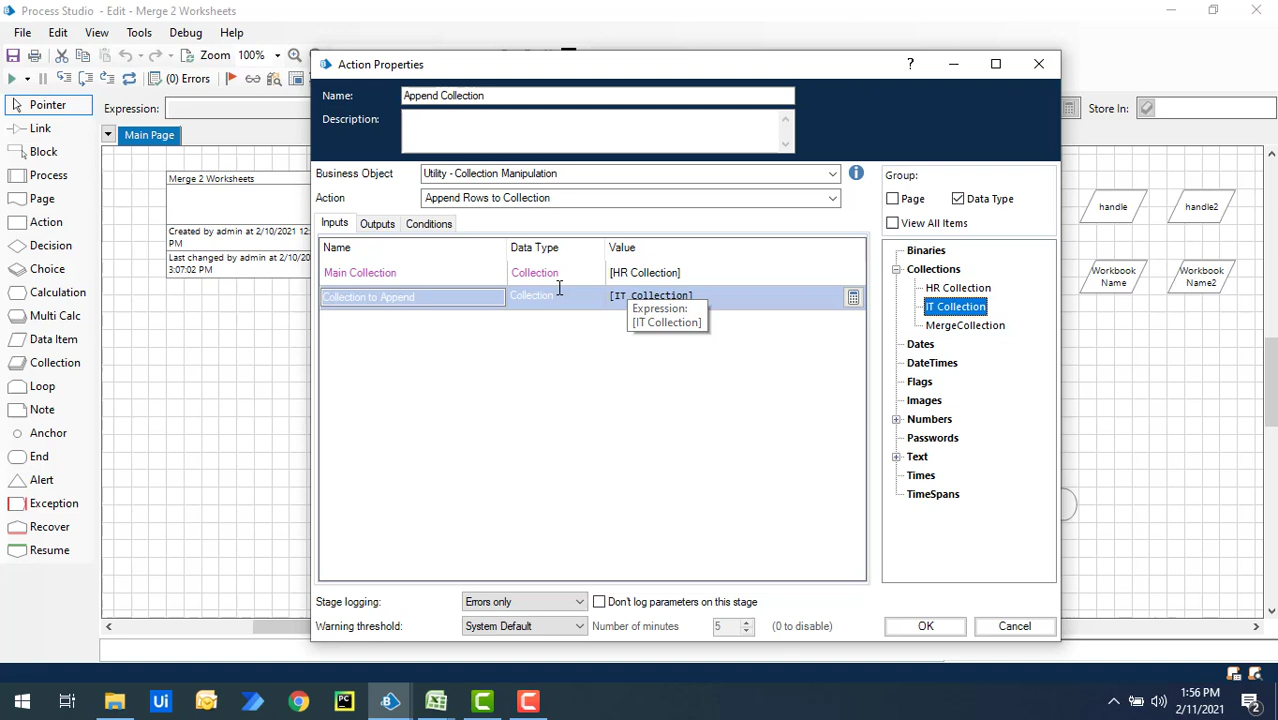 Process Studio - Edit - Merge 2 Worksheets
File Edit View Tools Debug Help
Zoom 100%
(0) Errors
Pointer
Expression:
Store In:
Link
Main Page
Block
Process
Page
Action
Decision
Choice
Calculation
Multi Calc
Data Item
Collection
Loop
Note
Anchor
End
Alert
Exception
Recover
Resume
Merge 2 Worksheets
Created by admin at 2/10/2021
PM
Last changed by admin at 2/10/20
3:07:02 PM
Action Properties
?
Name: Append Collection
Description:
Business Object Utility - Collection Manipulation
Action Append Rows to Collection
Inputs Outputs Conditions
Name Data Type Value
Main Collection Collection [HR Collection]
Collection to Append Collection [IT Collection]
Expression:
[IT Collection]
Group:
Page Data Type
View All Items
Binaries
Collections
HR Collection
IT Collection
MergeCollection
Dates
DateTimes
Flags
Images
Numbers
Passwords
Text
Times
TimeSpans
Stage logging: Errors only Don't log parameters on this stage
Warning threshold: System Default Number of minutes 5 (0 to disable)
OK Cancel
handle handle2
Workbook
Name
Workbook
Name2
Ui
PC
1:56 PM
2/11/2021
2